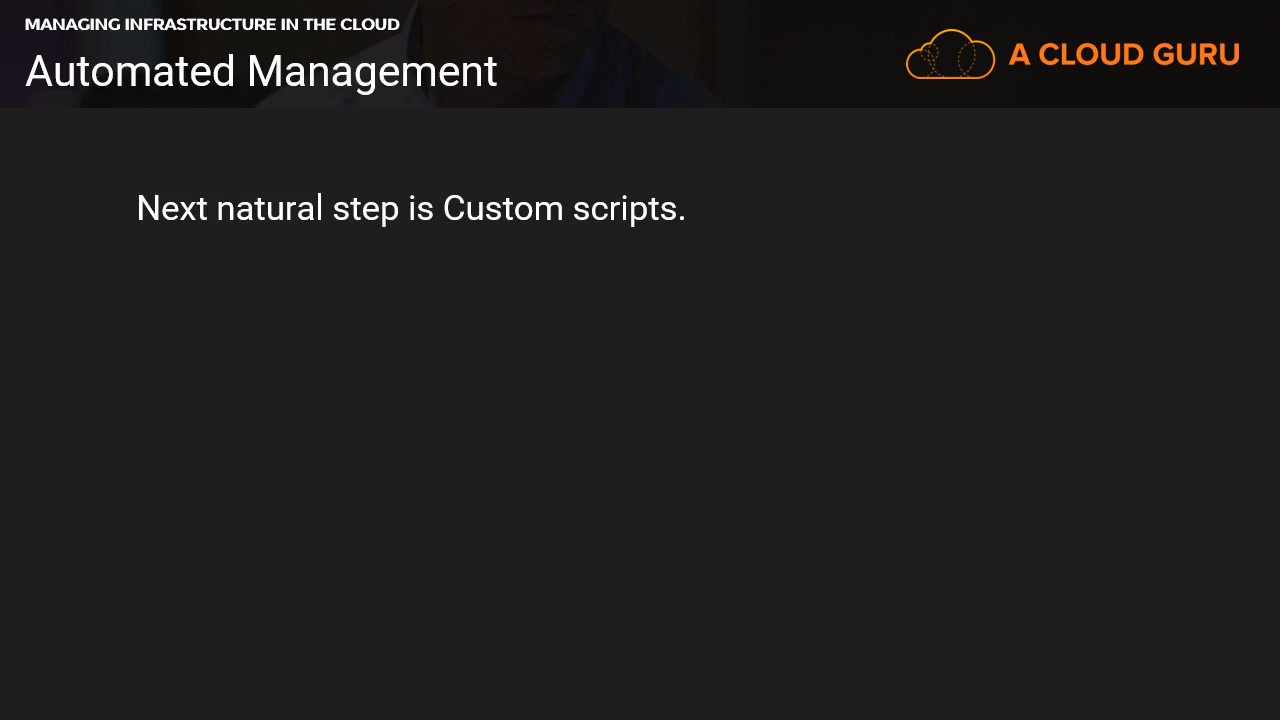 MANAGING INFRASTRUCTURE IN THE CLOUD
Automated Management
A CLOUD GURU
Next natural step is Custom scripts.